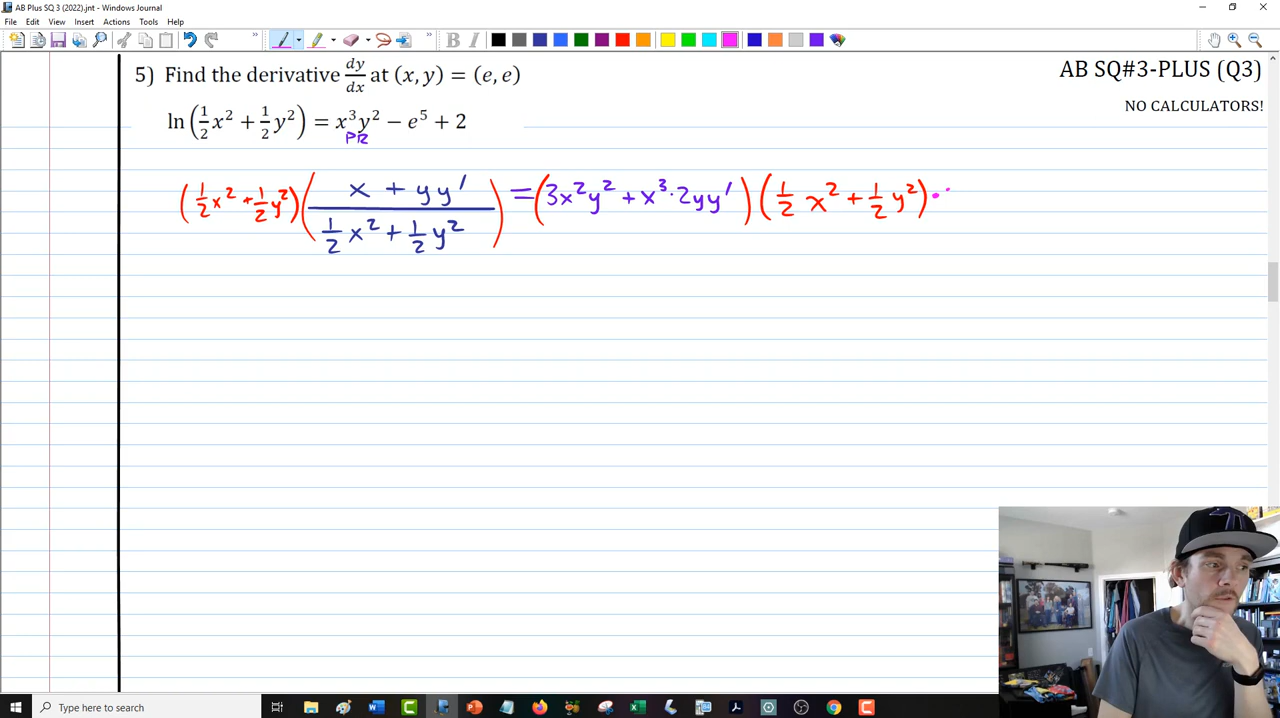 AB Plus SQ 3 (2022).jnt - Windows Journal
File Edit View Insert Actions Tools Help
5) Find the derivative dy/dx at (x, y) = (e, e)
AB SQ#3-PLUS (Q3)
NO CALCULATORS!
ln(1/2 x² + 1/2 y²) = x³y² − e⁵ + 2
PR
(1/2 x² + 1/2 y²)((x + yy′)/(1/2 x² + 1/2 y²)) = (3x²y² + x³·2yy′)(1/2 x² + 1/2 y²)
Type here to search